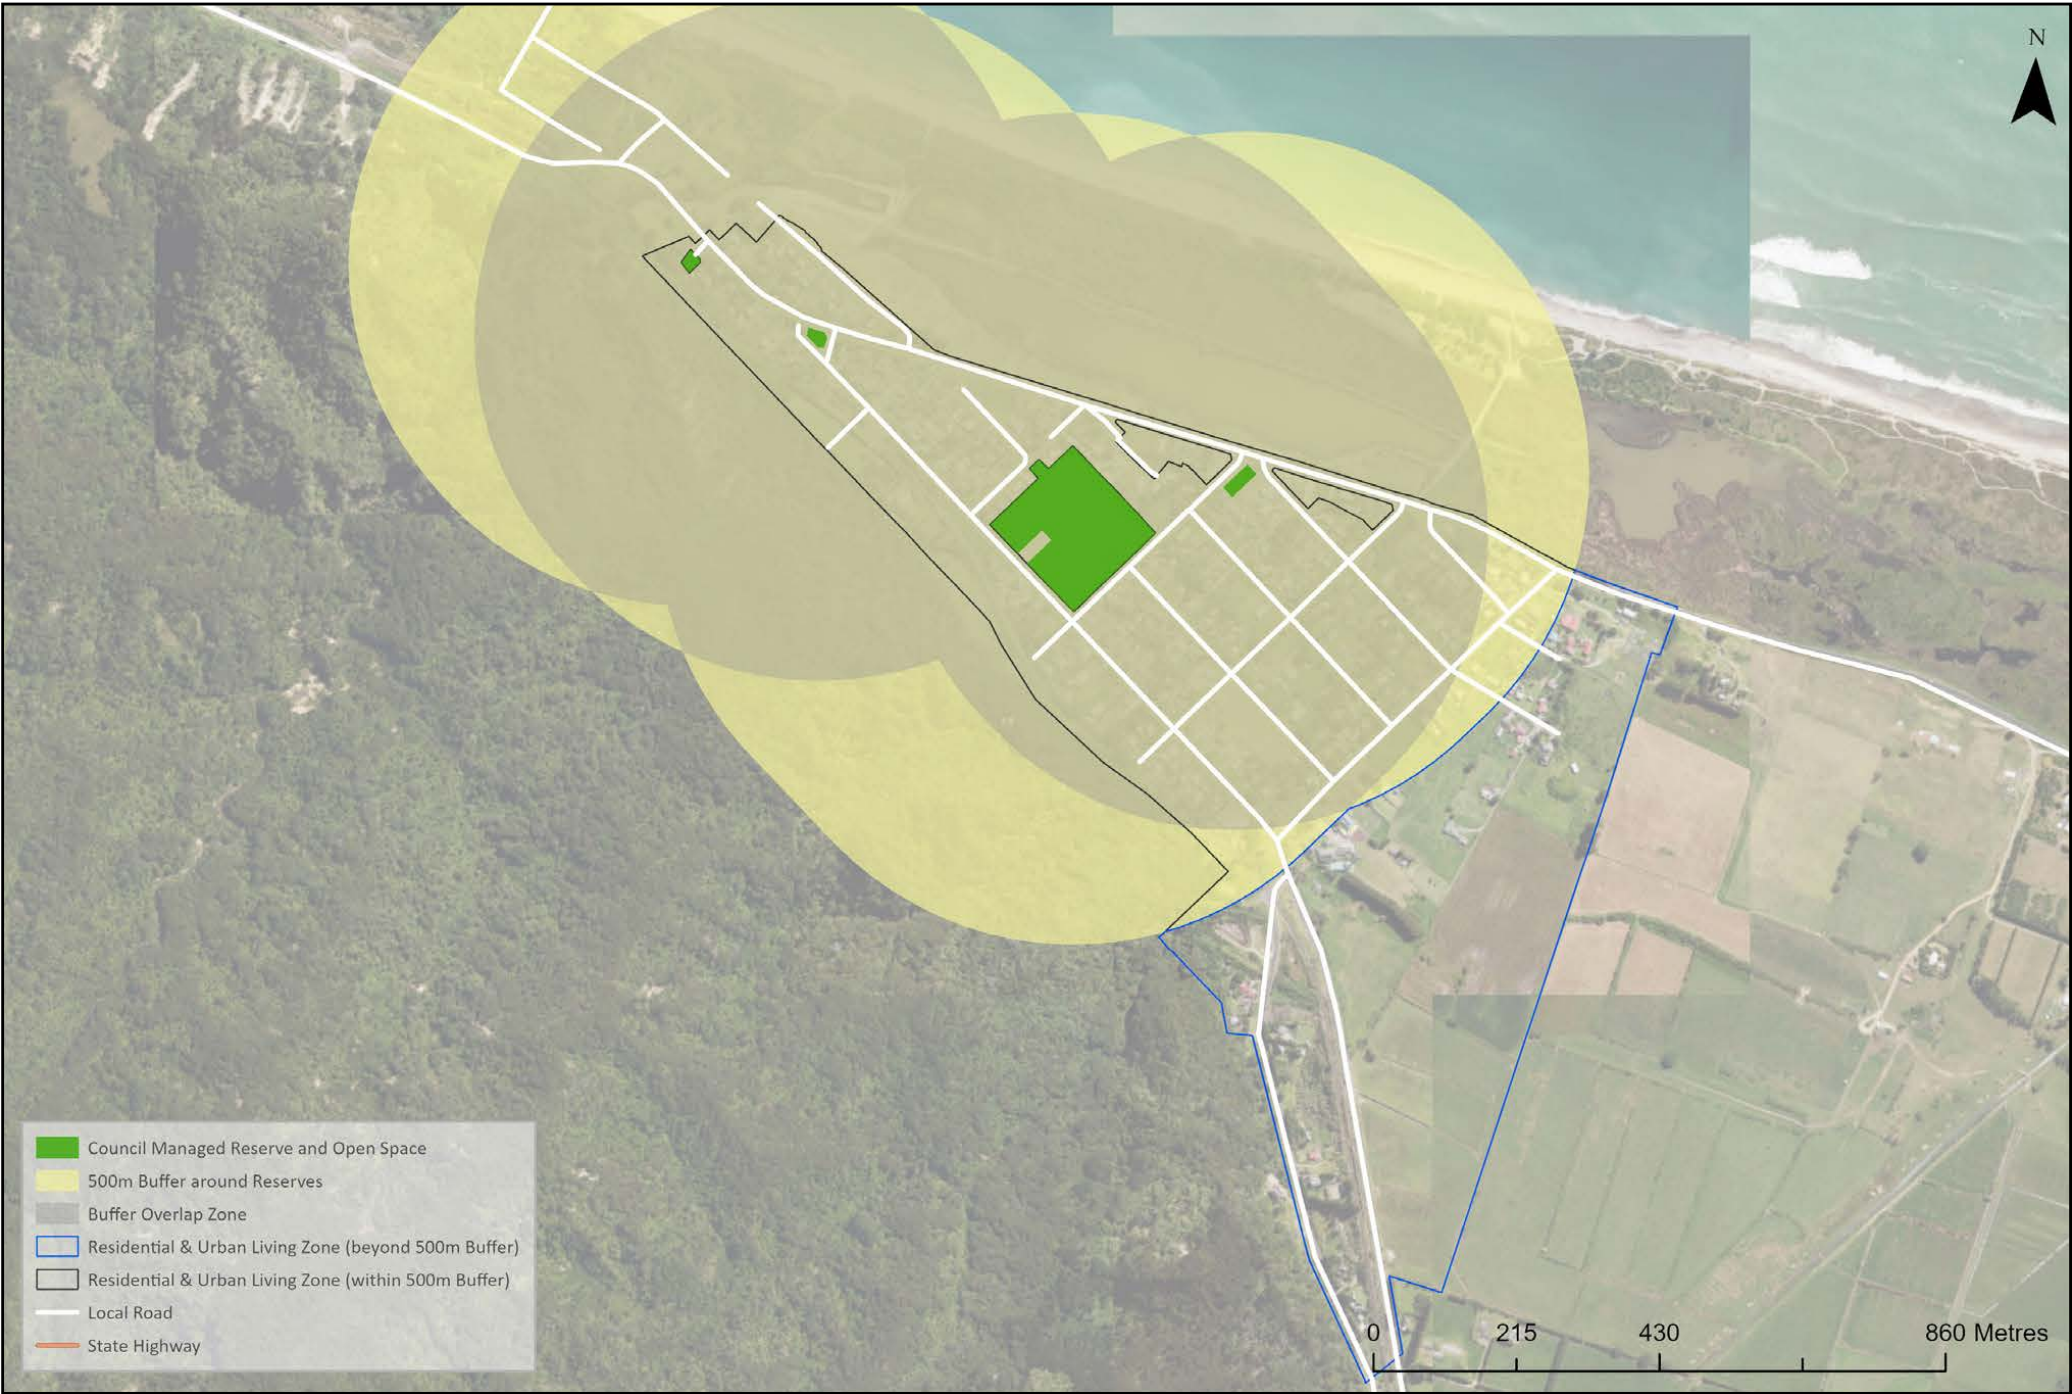 N
Council Managed Reserve and Open Space
500m Buffer around Reserves
Buffer Overlap Zone
Residential & Urban Living Zone (beyond 500m Buffer)
Residential & Urban Living Zone (within 500m Buffer)
Local Road
State Highway
0 215 430 860 Metres